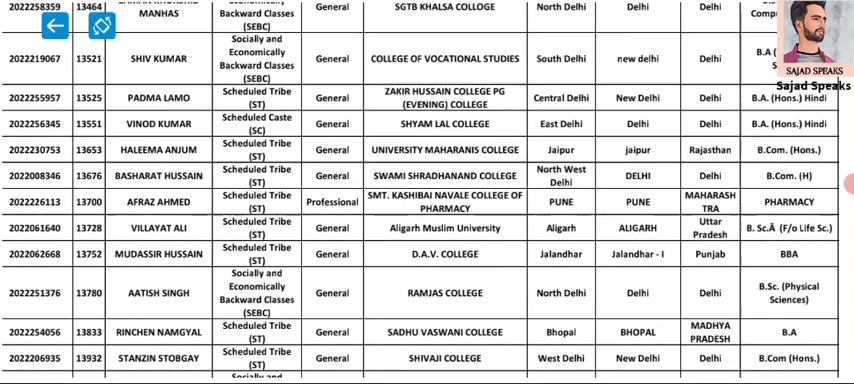 2022258359 13464 MANHAS Economically Backward Classes (SEBC) General SGTB KHALSA COLLOGE North Delhi Delhi Delhi
2022219067 13521 SHIV KUMAR Socially and Economically Backward Classes (SEBC) General COLLEGE OF VOCATIONAL STUDIES South Delhi new delhi Delhi B.A
2022255957 13525 PADMA LAMO Scheduled Tribe (ST) General ZAKIR HUSSAIN COLLEGE PG (EVENING) COLLEGE Central Delhi New Delhi Delhi B.A. (Hons.) Hindi
2022256345 13551 VINOD KUMAR Scheduled Caste (SC) General SHYAM LAL COLLEGE East Delhi Delhi Delhi B.A. (Hons.) Hindi
2022230753 13653 HALEEMA ANJUM Scheduled Tribe (ST) General UNIVERSITY MAHARANIS COLLEGE Jaipur jaipur Rajasthan B.Com. (Hons.)
2022008346 13676 BASHARAT HUSSAIN Scheduled Tribe (ST) General SWAMI SHRADHANAND COLLEGE North West Delhi DELHI Delhi B.Com. (H)
2022226113 13700 AFRAZ AHMED Scheduled Tribe (ST) Professional SMT. KASHIBAI NAVALE COLLEGE OF PHARMACY PUNE PUNE MAHARASH TRA PHARMACY
2022061640 13728 VILLAYAT ALI Scheduled Tribe (ST) General Aligarh Muslim University Aligarh ALIGARH Uttar Pradesh B. Sc.Â (F/o Life Sc.)
2022062668 13752 MUDASSIR HUSSAIN Scheduled Tribe (ST) General D.A.V. COLLEGE Jalandhar Jalandhar - I Punjab BBA
2022251376 13780 AATISH SINGH Socially and Economically Backward Classes (SEBC) General RAMJAS COLLEGE North Delhi Delhi Delhi B.Sc. (Physical Sciences)
2022254056 13833 RINCHEN NAMGYAL Scheduled Tribe (ST) General SADHU VASWANI COLLEGE Bhopal BHOPAL MADHYA PRADESH B.A
2022206935 13932 STANZIN STOBGAY Scheduled Tribe (ST) General SHIVAJI COLLEGE West Delhi New Delhi Delhi B.Com (Hons.)
Socially and
SAJAD SPEAKS
Sajad Speaks